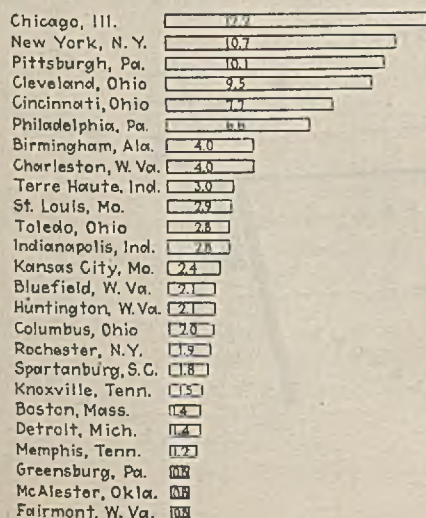 Chicago, Ill. 12.2
New York, N.Y. 10.7
Pittsburgh, Pa. 10.1
Cleveland, Ohio 9.5
Cincinnati, Ohio 7.7
Philadelphia, Pa. 6.6
Birmingham, Ala. 4.0
Charleston, W. Va. 4.0
Terre Haute, Ind. 3.0
St. Louis, Mo. 2.9
Toledo, Ohio 2.8
Indianapolis, Ind. 2.8
Kansas City, Mo. 2.4
Bluefield, W. Va. 2.1
Huntington, W. Va. 2.1
Columbus, Ohio 2.0
Rochester, N.Y. 1.9
Spartanburg, S.C. 1.8
Knoxville, Tenn. 1.5
Boston, Mass. 1.4
Detroit, Mich. 1.4
Memphis, Tenn. 1.2
Greensburg, Pa.
McAlester, Okla.
Fairmont, W. Va.